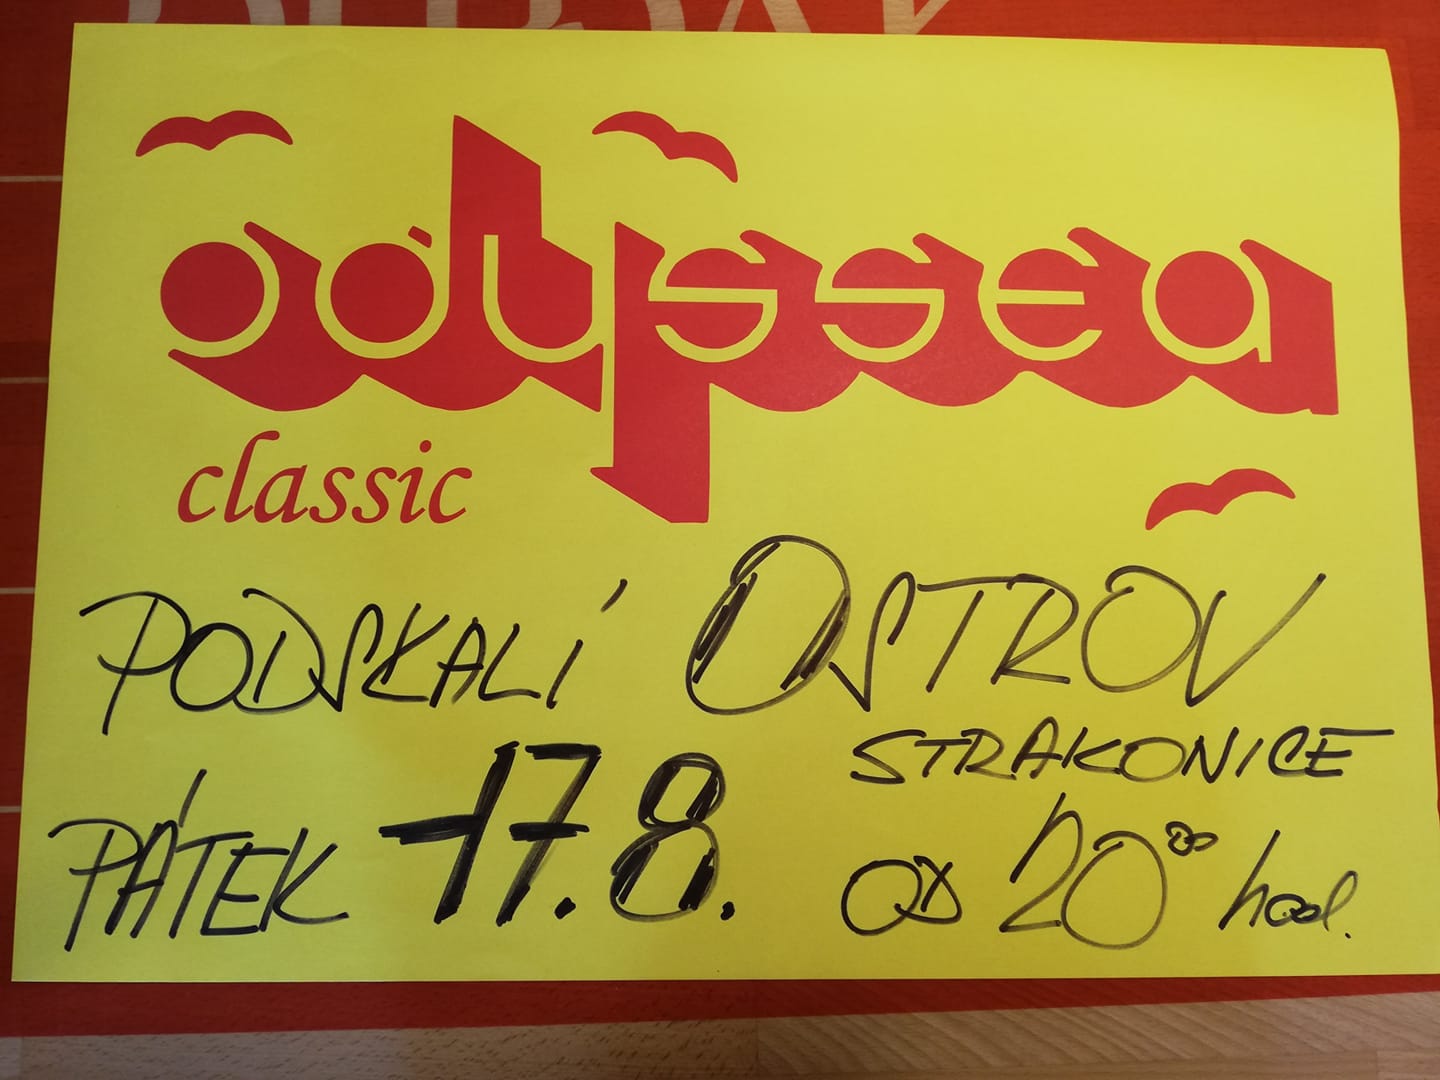 odyssea
classic
PODSKALÍ OSTROV
STRAKONICE
PÁTEK 17.8. OD 20⁰⁰ hod.